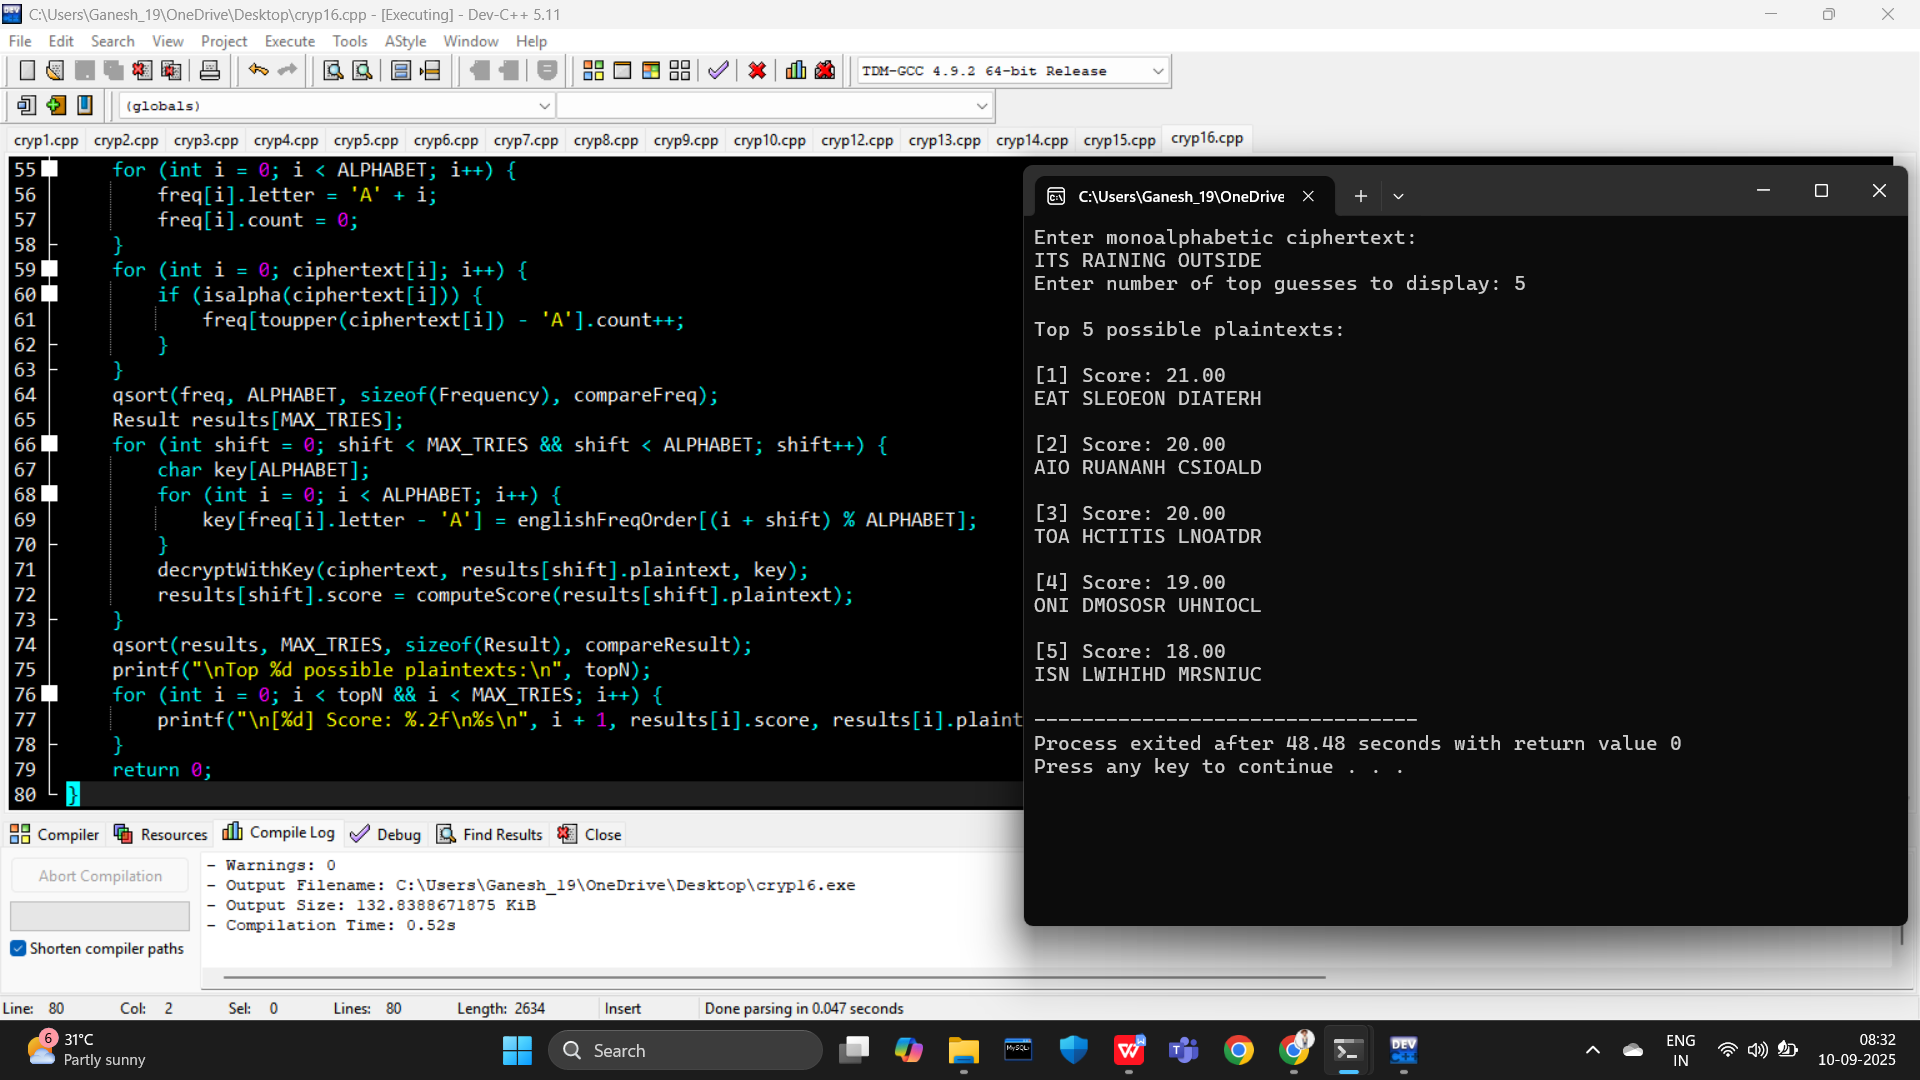 C:\Users\Ganesh_19\OneDrive\Desktop\cryp16.cpp - [Executing] - Dev-C++ 5.11
File Edit Search View Project Execute Tools AStyle Window Help
TDM-GCC 4.9.2 64-bit Release
(globals)
cryp1.cpp cryp2.cpp cryp3.cpp cryp4.cpp cryp5.cpp cryp6.cpp cryp7.cpp cryp8.cpp cryp9.cpp cryp10.cpp cryp12.cpp cryp13.cpp cryp14.cpp cryp15.cpp cryp16.cpp
55 for (int i = 0; i < ALPHABET; i++) {
56 freq[i].letter = 'A' + i;
57 freq[i].count = 0;
58 }
59 for (int i = 0; ciphertext[i]; i++) {
60 if (isalpha(ciphertext[i])) {
61 freq[toupper(ciphertext[i]) - 'A'].count++;
62 }
63 }
64 qsort(freq, ALPHABET, sizeof(Frequency), compareFreq);
65 Result results[MAX_TRIES];
66 for (int shift = 0; shift < MAX_TRIES && shift < ALPHABET; shift++) {
67 char key[ALPHABET];
68 for (int i = 0; i < ALPHABET; i++) {
69 key[freq[i].letter - 'A'] = englishFreqOrder[(i + shift) % ALPHABET];
70 }
71 decryptWithKey(ciphertext, results[shift].plaintext, key);
72 results[shift].score = computeScore(results[shift].plaintext);
73 }
74 qsort(results, MAX_TRIES, sizeof(Result), compareResult);
75 printf("\nTop %d possible plaintexts:\n", topN);
76 for (int i = 0; i < topN && i < MAX_TRIES; i++) {
77 printf("\n[%d] Score: %.2f\n%s\n", i + 1, results[i].score, results[i].plaint
78 }
79 return 0;
80 }
C:\Users\Ganesh_19\OneDrive
Enter monoalphabetic ciphertext:
ITS RAINING OUTSIDE
Enter number of top guesses to display: 5
Top 5 possible plaintexts:
[1] Score: 21.00
EAT SLEOEON DIATERH
[2] Score: 20.00
AIO RUANANH CSIOALD
[3] Score: 20.00
TOA HCTITIS LNOATDR
[4] Score: 19.00
ONI DMOSOSR UHNIOCL
[5] Score: 18.00
ISN LWIHIHD MRSNIUC
--------------------------------
Process exited after 48.48 seconds with return value 0
Press any key to continue . . .
Compiler Resources Compile Log Debug Find Results Close
Abort Compilation
Shorten compiler paths
- Warnings: 0
- Output Filename: C:\Users\Ganesh_19\OneDrive\Desktop\cryp16.exe
- Output Size: 132.8388671875 KiB
- Compilation Time: 0.52s
Line: 80 Col: 2 Sel: 0 Lines: 80 Length: 2634 Insert Done parsing in 0.047 seconds
6
31°C
Partly sunny
Search
MySQL
DEV
ENG
IN
08:32
10-09-2025